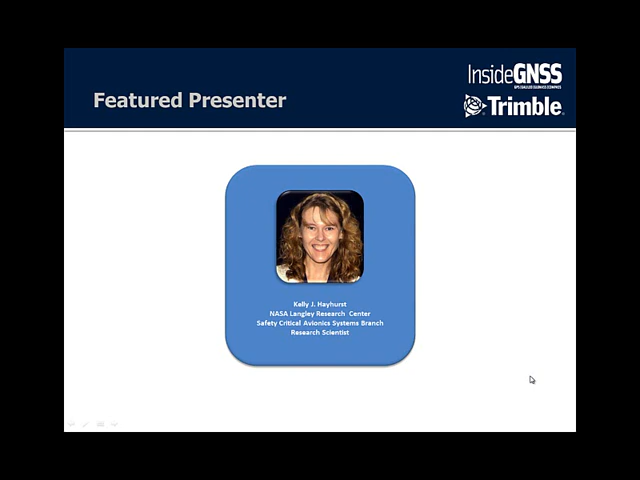 InsideGNSS
GPS GALILEO GLONASS COMPASS
Featured Presenter
Trimble
Kelly J. Hayhurst
NASA Langley Research Center
Safety Critical Avionics Systems Branch
Research Scientist